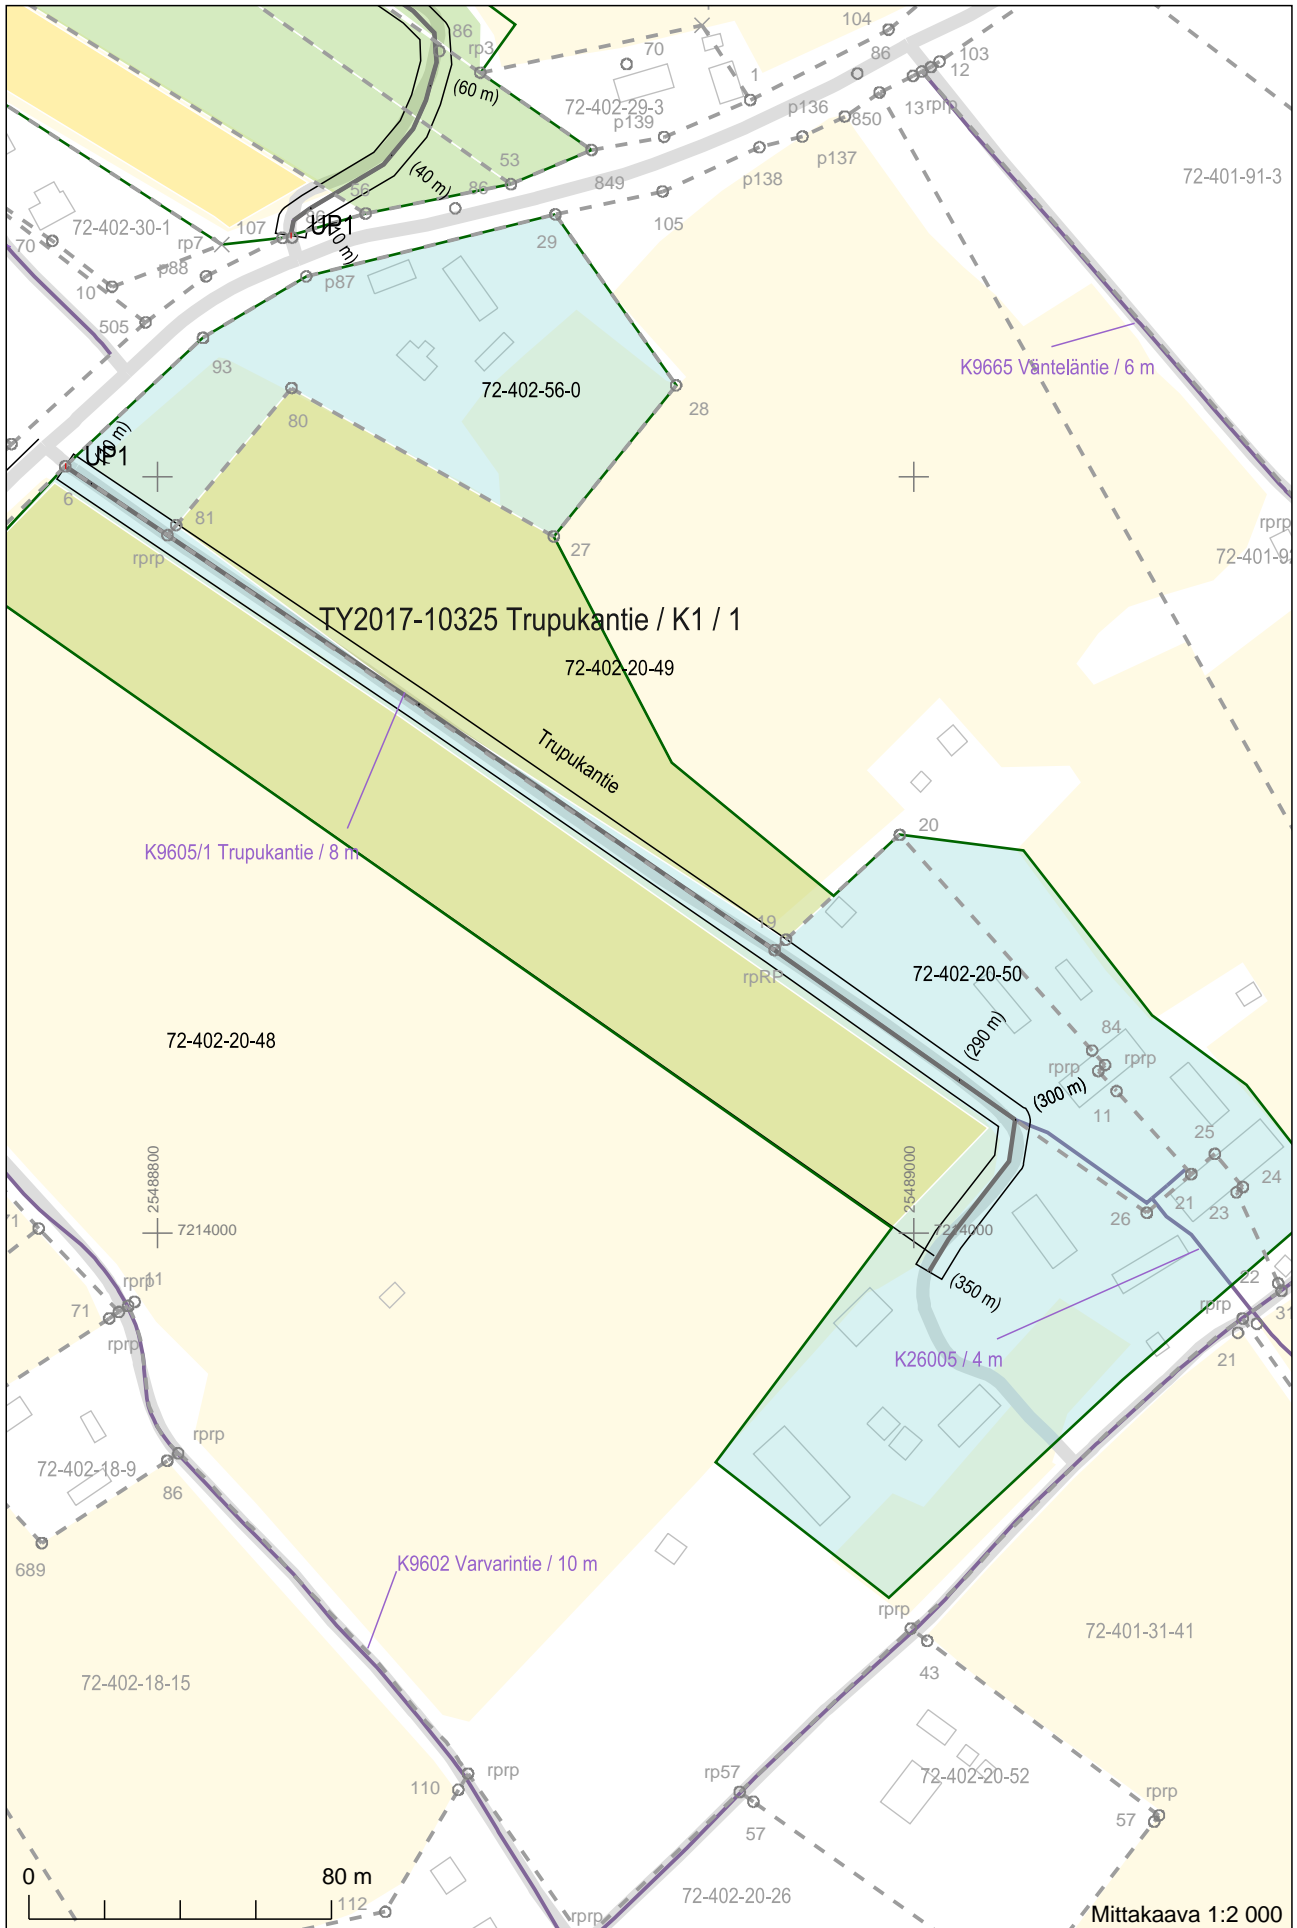 104
86
rp3
70
86
103
12
(60 m)
1
72-402-29-3
13
rprp
p136
850
p139
p137
53
(40 m)
86
849
p138
72-401-91-3
56
107
UP1
72-402-30-1
105
70
rp7
(10 m)
29
p88
p87
10
505
93
K9665 Vänteläntie / 6 m
72-402-56-0
80
28
UP1
6
81
rprp
27
rprp
TY2017-10325 Trupukantie / K1 / 1
72-402-20-49
Trupukantie
K9605/1 Trupukantie / 8 m
20
19
rpRP
72-402-20-50
72-402-20-48
(290 m)
84
rprp
rprp
(300 m)
11
25
25488800
25489000
24
21
23
26
71
7214000
7214000
22
(350 m)
31
rprp
11
71
rprp
rprp
21
K26005 / 4 m
rprp
72-402-18-9
86
689
K9602 Varvarintie / 10 m
rprp
72-401-31-41
43
72-402-18-15
rprp
110
rp57
72-402-20-52
rprp
57
57
0
80 m
112
72-402-20-26
rprp
Mittakaava 1:2 000